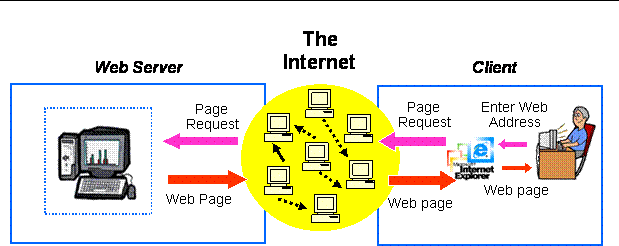 The
Internet
Web Server
Client
Page
Request
Web Page
Page
Request
Enter Web
Address
Microsoft
Internet
Explorer
Web page
Web page